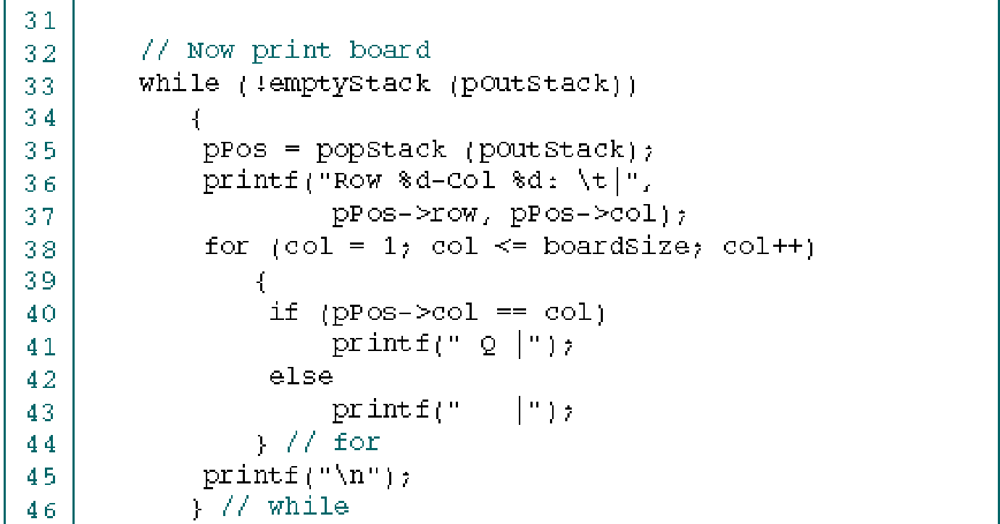 31
32 // Now print board
33 while (!emptyStack (pOutStack))
34 {
35 pPos = popStack (pOutStack);
36 printf("Row %d-Col %d: \t|",
37 pPos->row, pPos->col);
38 for (col = 1; col <= boardSize; col++)
39 {
40 if (pPos->col == col)
41 printf(" Q |");
42 else
43 printf("   |");
44 } // for
45 printf("\n");
46 } // while